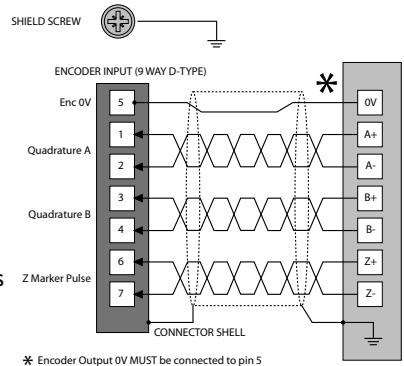 SHIELD SCREW
ENCODER INPUT (9 WAY D-TYPE)
*
Enc 0V 5 0V
1 A+
Quadrature A
2 A-
3 B+
Quadrature B
4 B-
6 Z+
s Z Marker Pulse
7 Z-
CONNECTOR SHELL
* Encoder Output 0V MUST be connected to pin 5